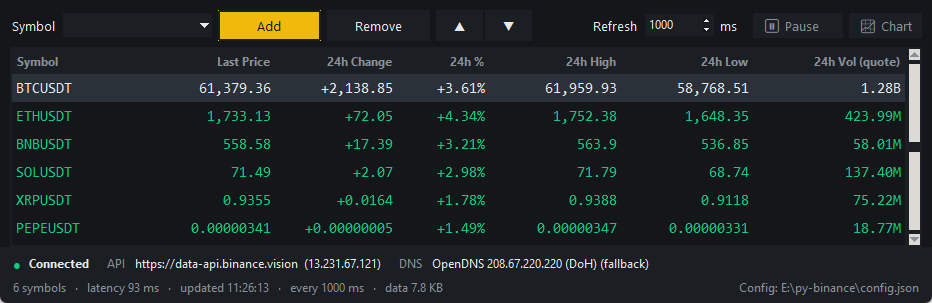 Symbol Add Remove ▲ ▼ Refresh 1000 ms Pause Chart
Symbol Last Price 24h Change 24h % 24h High 24h Low 24h Vol (quote)
BTCUSDT 61,379.36 +2,138.85 +3.61% 61,959.93 58,768.51 1.28B
ETHUSDT 1,733.13 +72.05 +4.34% 1,752.38 1,648.35 423.99M
BNBUSDT 558.58 +17.39 +3.21% 563.9 536.85 58.01M
SOLUSDT 71.49 +2.07 +2.98% 71.79 68.74 137.40M
XRPUSDT 0.9355 +0.0164 +1.78% 0.9388 0.9118 75.22M
PEPEUSDT 0.00000341 +0.00000005 +1.49% 0.00000347 0.00000331 18.77M
● Connected API https://data-api.binance.vision (13.231.67.121) DNS OpenDNS 208.67.220.220 (DoH) (fallback)
6 symbols · latency 93 ms · updated 11:26:13 · every 1000 ms · data 7.8 KB Config: E:\py-binance\config.json